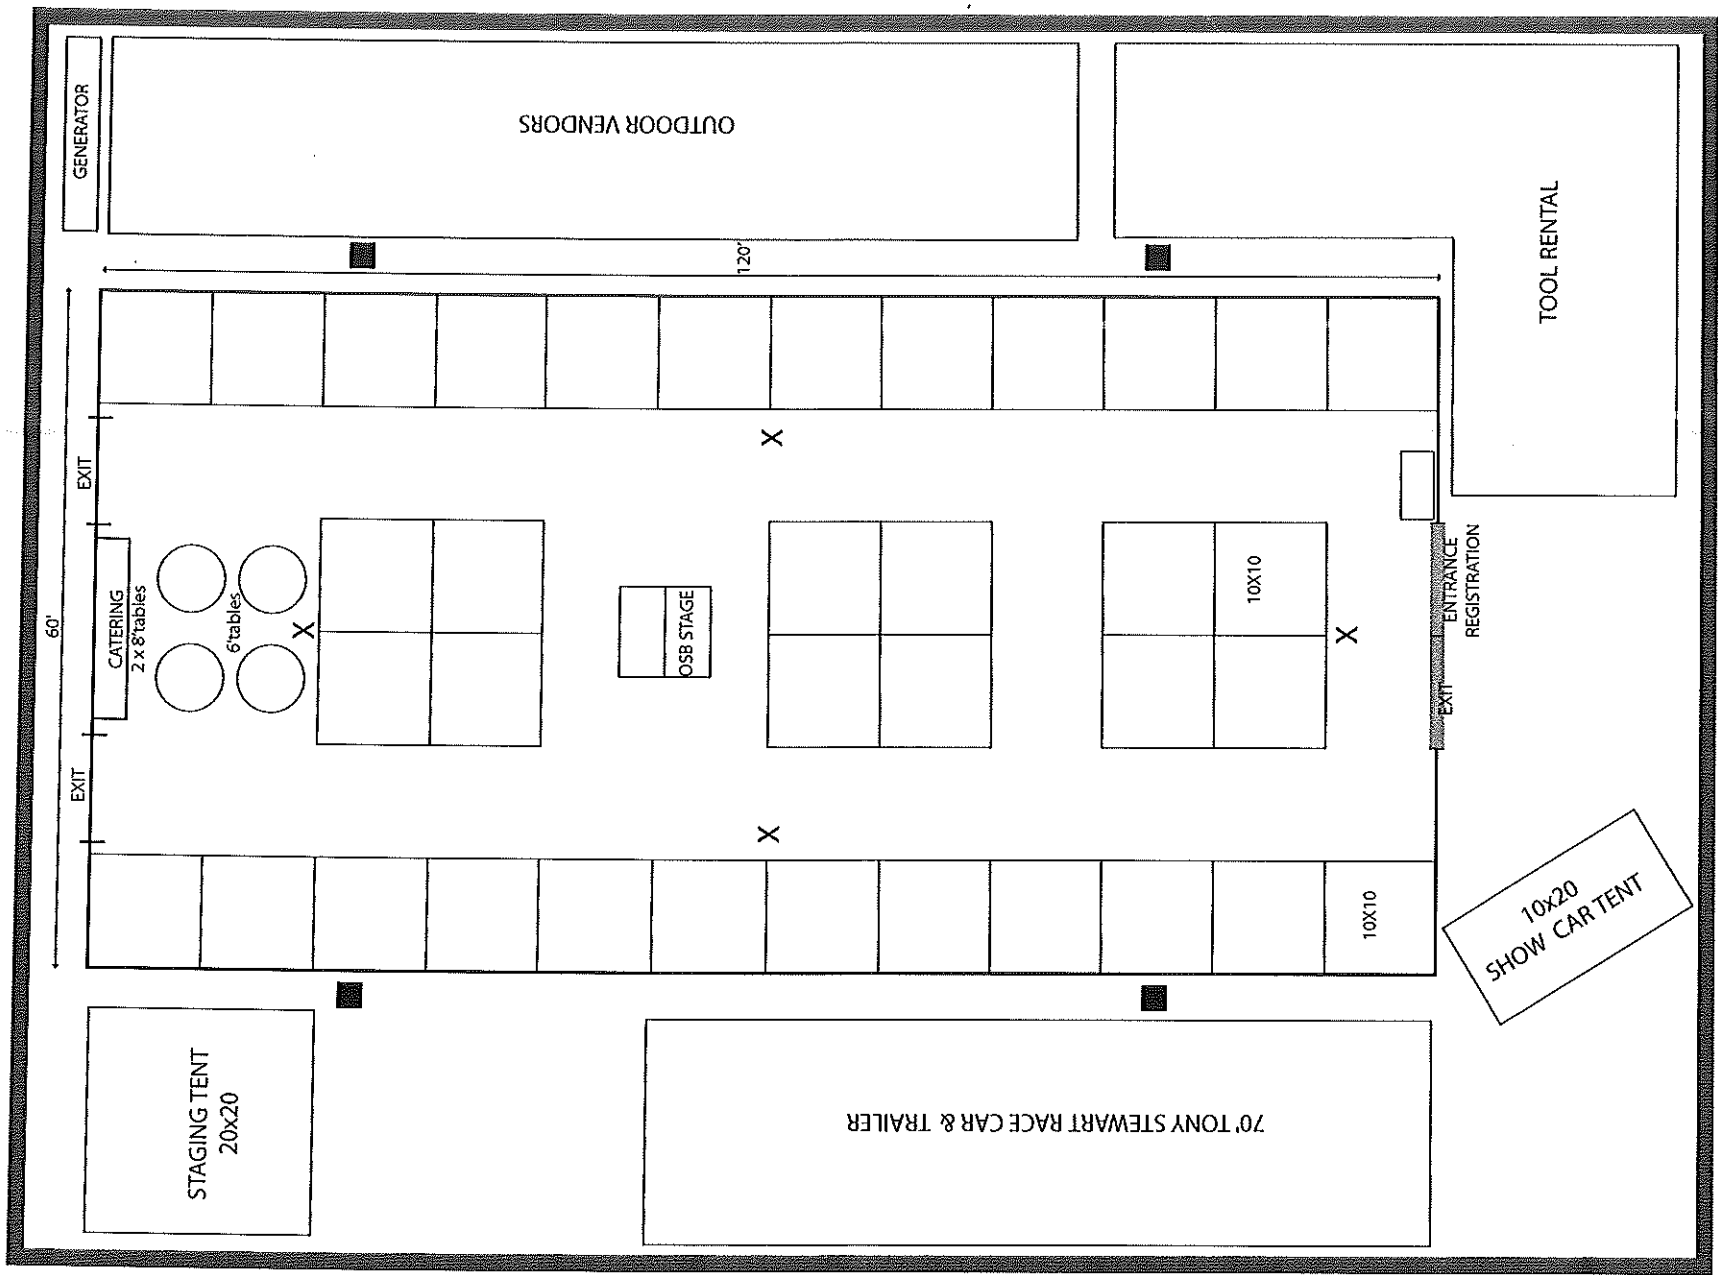 GENERATOR
OUTDOOR VENDORS
TOOL RENTAL
120'
60'
EXIT
CATERING
2 x 8'tables
6'tables
X
X
OSB STAGE
10X10
X
ENTRANCE
REGISTRATION
EXIT
EXIT
X
10X10
10x20
SHOW CAR TENT
STAGING TENT
20x20
70' TONY STEWART RACE CAR & TRAILER